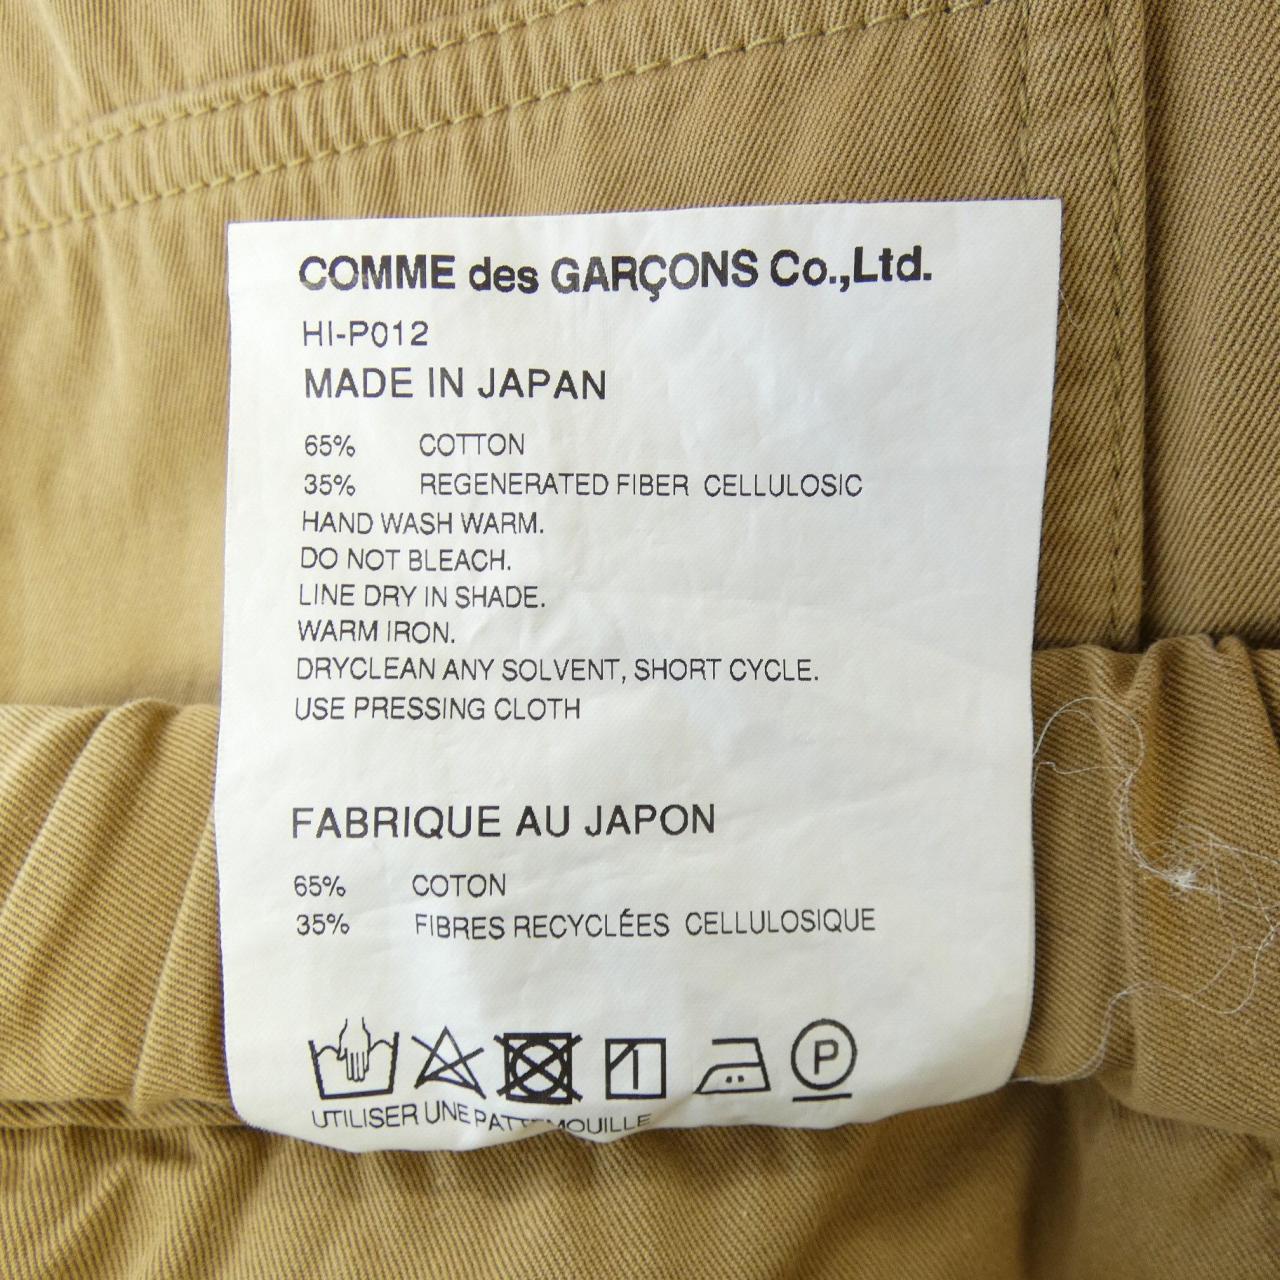 COMME des GARÇONS Co.,Ltd.
HI-P012
MADE IN JAPAN
65% COTTON
35% REGENERATED FIBER CELLULOSIC
HAND WASH WARM.
DO NOT BLEACH.
LINE DRY IN SHADE.
WARM IRON.
DRYCLEAN ANY SOLVENT, SHORT CYCLE.
USE PRESSING CLOTH
FABRIQUE AU JAPON
65% COTON
35% FIBRES RECYCLÉES CELLULOSIQUE
P
UTILISER UNE PATTEMOUILLE